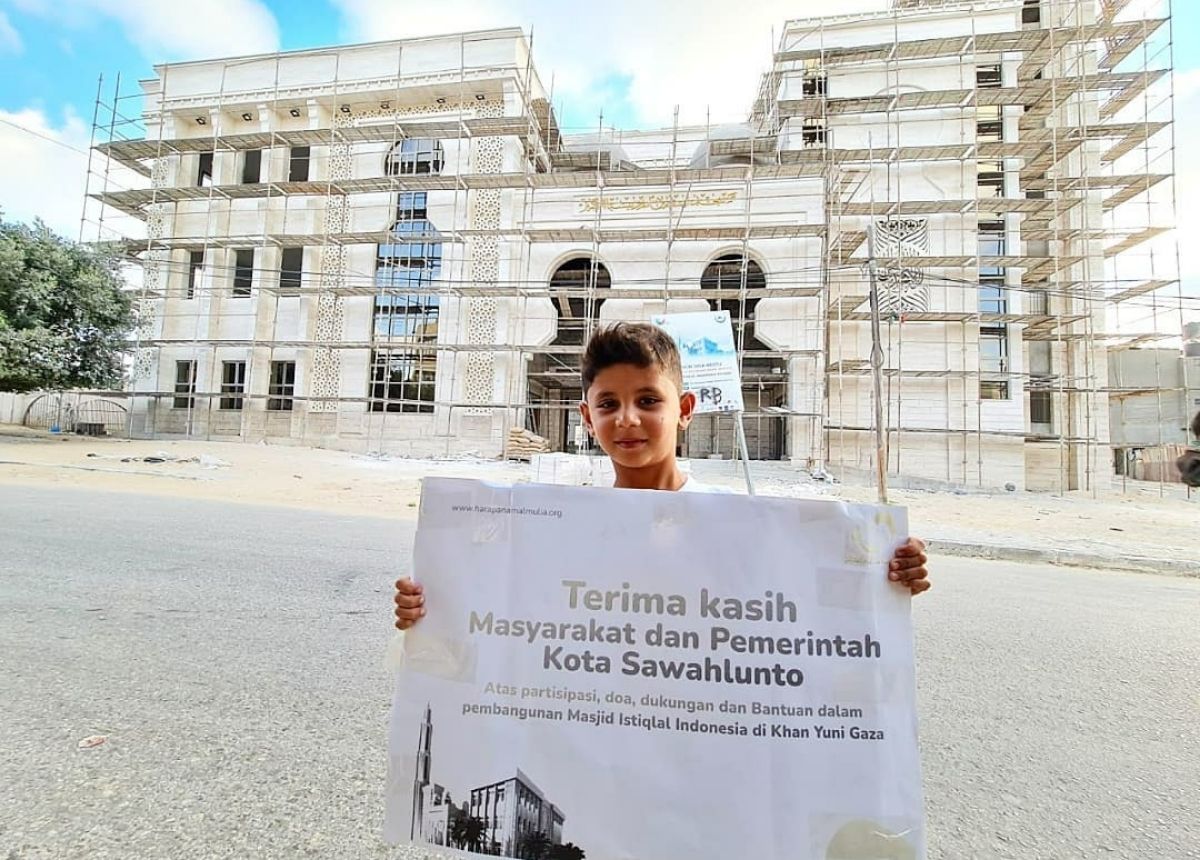 RB
www.harapanamalmulia.org
Terima kasih
Masyarakat dan Pemerintah
Kota Sawahlunto
Atas partisipasi, doa, dukungan dan Bantuan dalam
pembangunan Masjid Istiqlal Indonesia di Khan Yuni Gaza